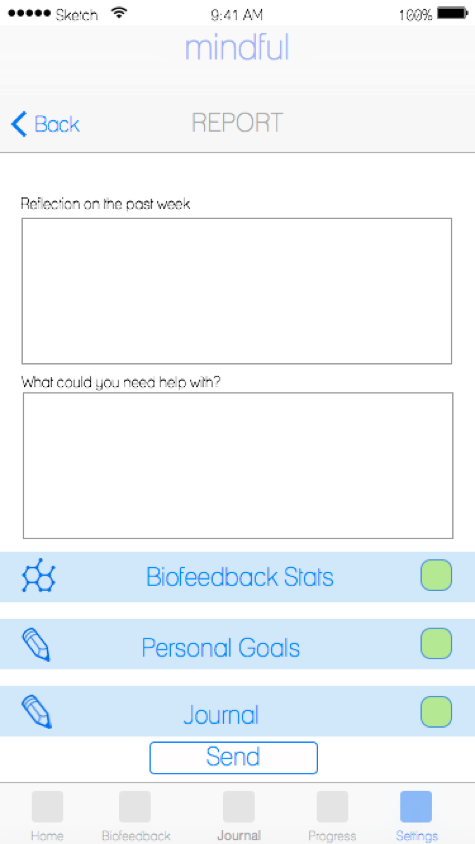 Sketch 9:41 AM 100%
mindful
Back REPORT
Reflection on the past week
What could you need help with?
Biofeedback Stats
Personal Goals
Journal
Send
Home Biofeedback Journal Progress Settings